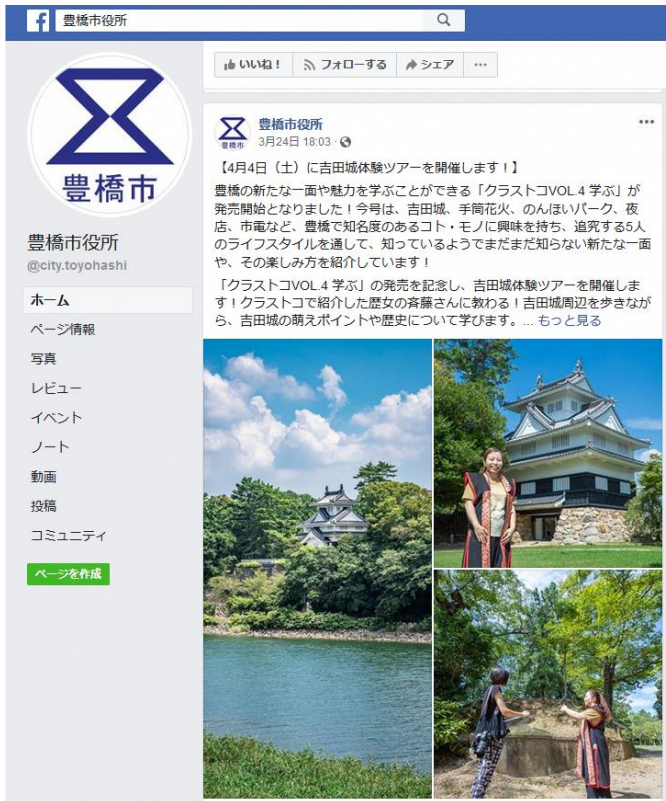 豊橋市役所
いいね！ フォローする シェア ...
豊橋市
豊橋市役所
@city.toyohashi
ホーム
ページ情報
写真
レビュー
イベント
ノート
動画
投稿
コミュニティ
ページを作成
豊橋市
豊橋市役所
3月24日 18:03 ·
【4月4日（土）に吉田城体験ツアーを開催します！】
豊橋の新たな一面や魅力を学ぶことができる「クラストコVOL.4 学ぶ」が
発売開始となりました！今号は、吉田城、手筒花火、のんほいパーク、夜
店、市電など、豊橋で知名度のあるコト・モノに興味を持ち、追究する5人
のライフスタイルを通して、知っているようでまだまだ知らない新たな一面
や、その楽しみ方を紹介しています！
「クラストコVOL.4 学ぶ」の発売を記念し、吉田城体験ツアーを開催しま
す！クラストコで紹介した歴女の斉藤さんに教わる！吉田城周辺を歩きなが
ら、吉田城の萌えポイントや歴史について学びます。... もっと見る